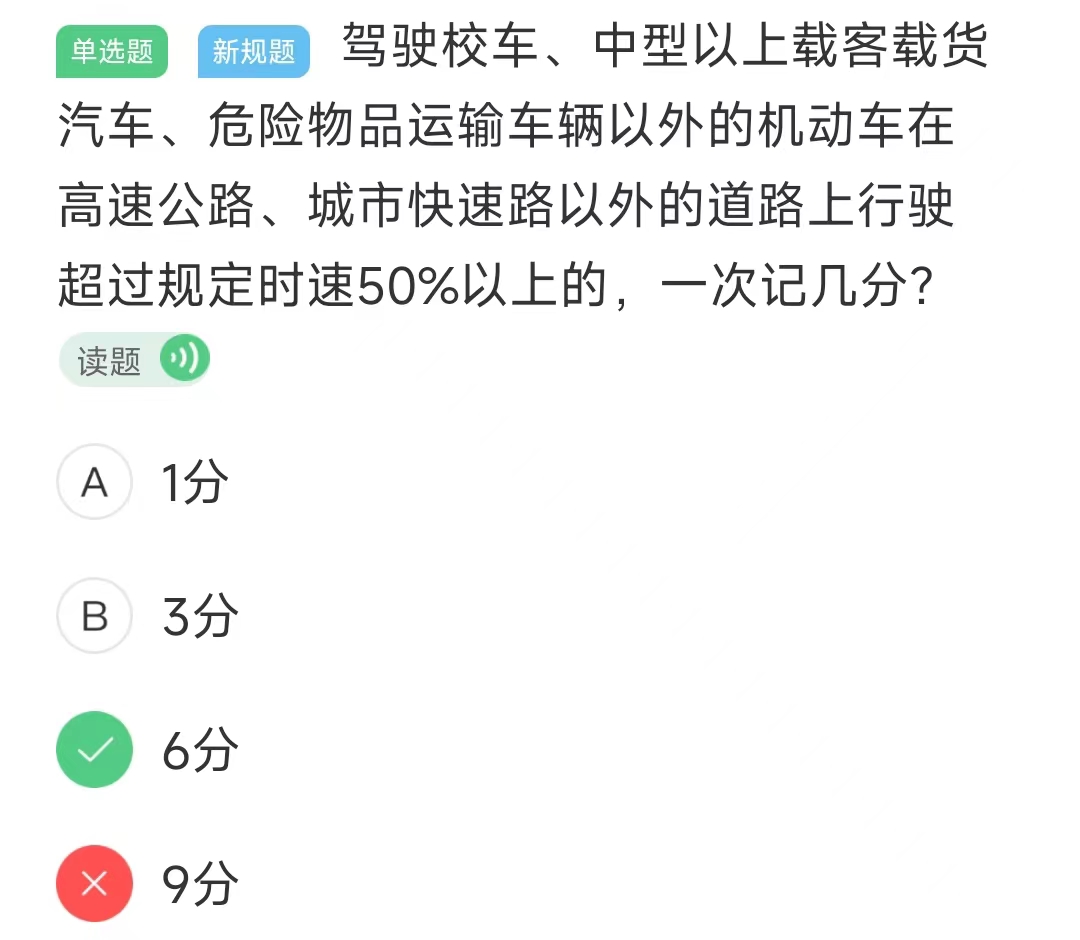 单选题 新规题 驾驶校车、中型以上载客载货
汽车、危险物品运输车辆以外的机动车在
高速公路、城市快速路以外的道路上行驶
超过规定时速50%以上的，一次记几分？
读题
A 1分
B 3分
6分
9分